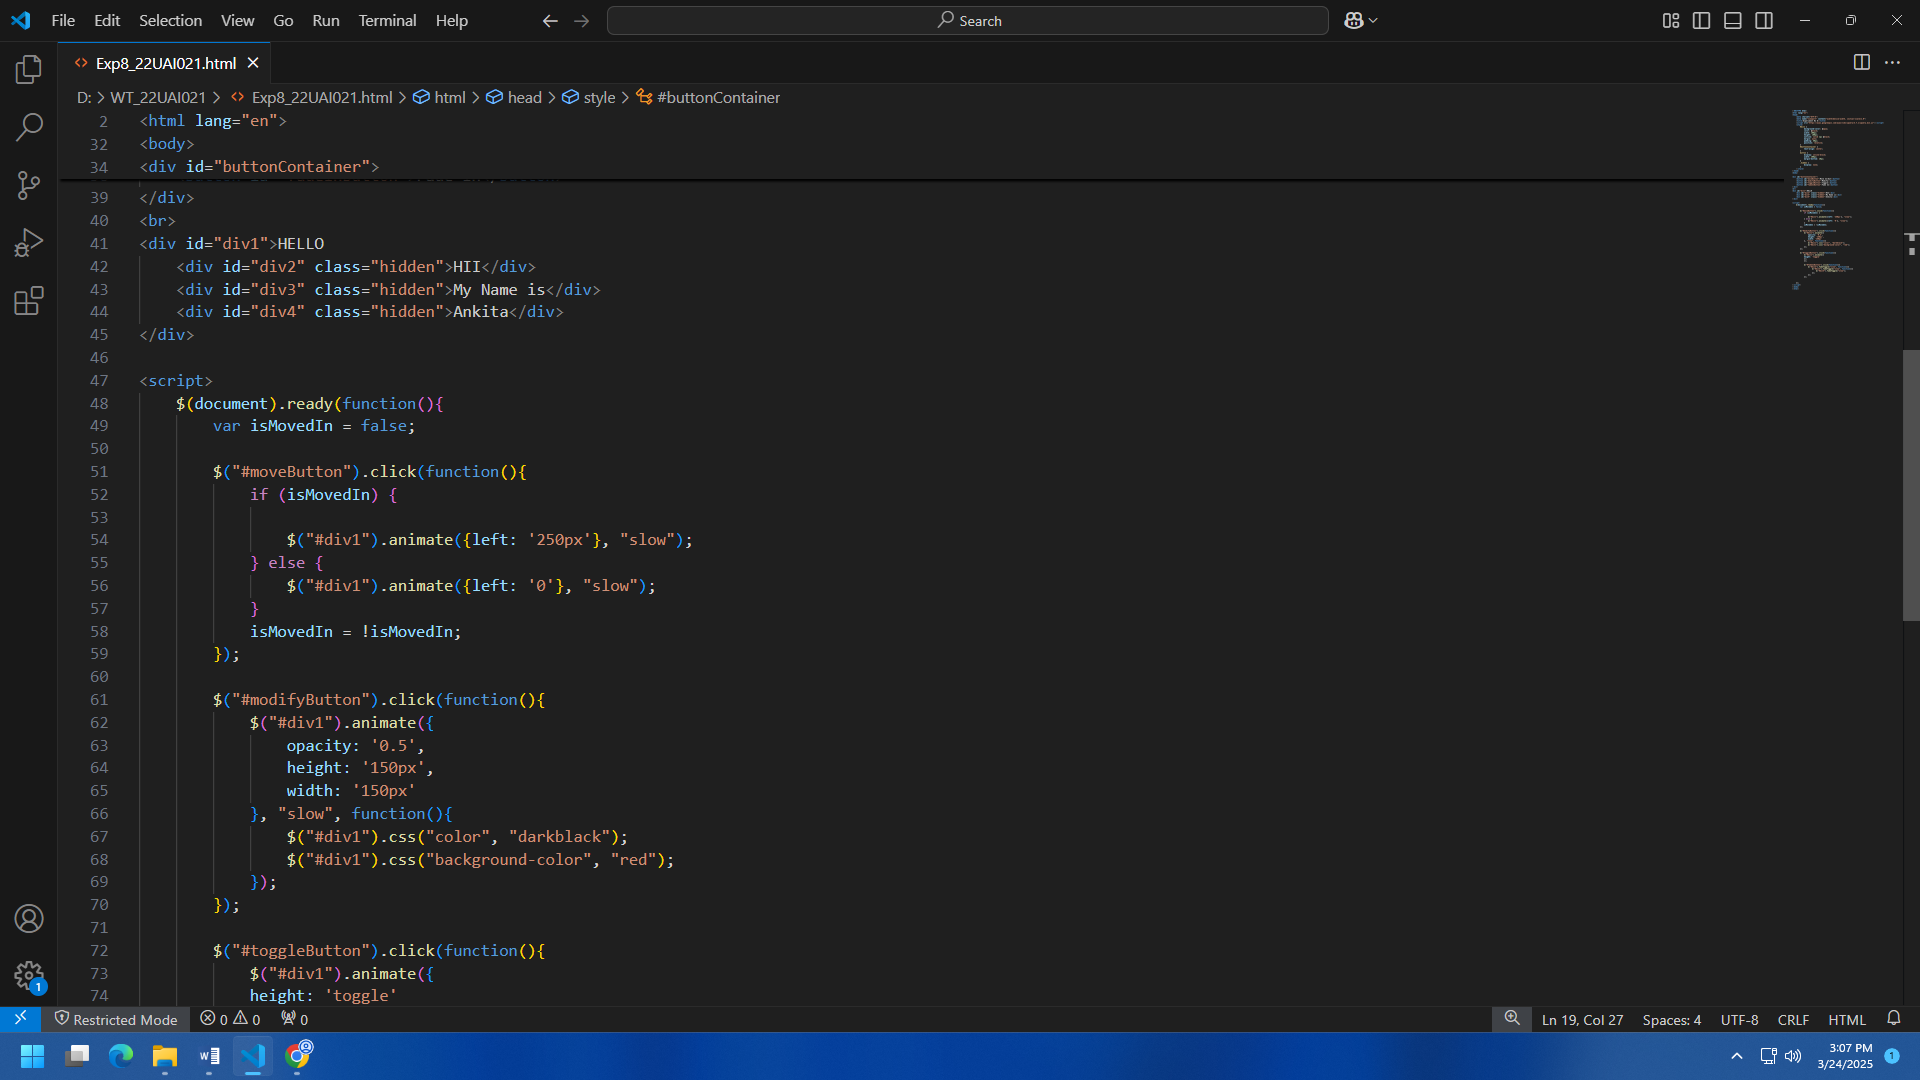 File Edit Selection View Go Run Terminal Help
Search
Exp8_22UAI021.html
D: > WT_22UAI021 > Exp8_22UAI021.html > html > head > style > #buttonContainer
2 <html lang="en">
32 <body>
34 <div id="buttonContainer">
39 </div>
40 <br>
41 <div id="div1">HELLO
42 <div id="div2" class="hidden">HII</div>
43 <div id="div3" class="hidden">My Name is</div>
44 <div id="div4" class="hidden">Ankita</div>
45 </div>
46
47 <script>
48 $(document).ready(function(){
49 var isMovedIn = false;
50
51 $("#moveButton").click(function(){
52 if (isMovedIn) {
53
54 $("#div1").animate({left: '250px'}, "slow");
55 } else {
56 $("#div1").animate({left: '0'}, "slow");
57 }
58 isMovedIn = !isMovedIn;
59 });
60
61 $("#modifyButton").click(function(){
62 $("#div1").animate({
63 opacity: '0.5',
64 height: '150px',
65 width: '150px'
66 }, "slow", function(){
67 $("#div1").css("color", "darkblack");
68 $("#div1").css("background-color", "red");
69 });
70 });
71
72 $("#toggleButton").click(function(){
73 $("#div1").animate({
74 height: 'toggle'
1
Restricted Mode 0 0 0 Ln 19, Col 27 Spaces: 4 UTF-8 CRLF HTML
3:07 PM
3/24/2025 1